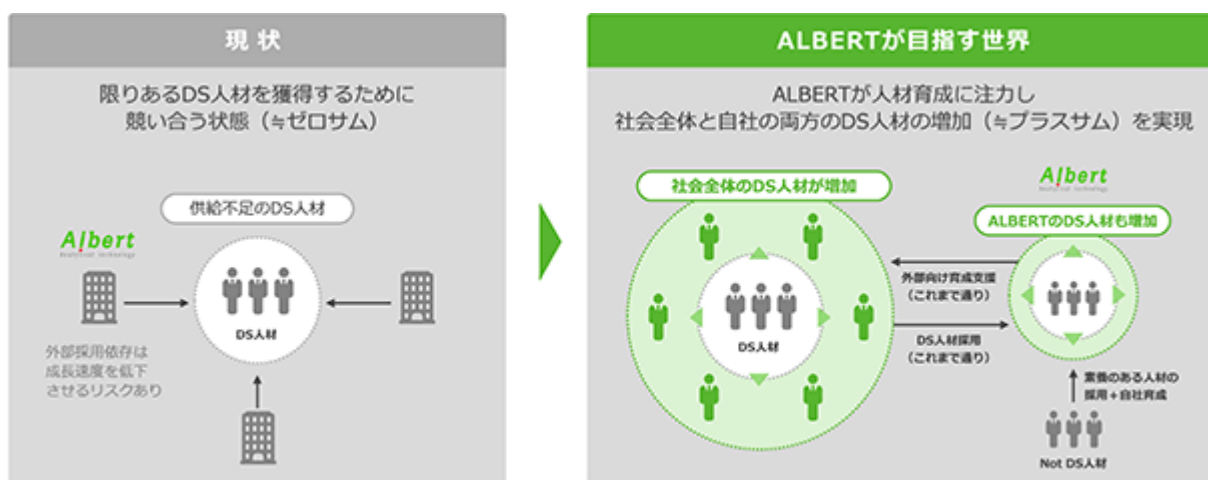 現 状
限りあるDS人材を獲得するために
競い合う状態（≒ゼロサム）
供給不足のDS人材
Albert
Analytical technology
DS人材
外部採用依存は
成長速度を低下
させるリスクあり
ALBERTが目指す世界
ALBERTが人材育成に注力し
社会全体と自社の両方のDS人材の増加（≒プラスサム）を実現
社会全体のDS人材が増加
DS人材
Albert
Analytical technology
ALBERTのDS人材も増加
外部向け育成支援
（これまで通り）
DS人材採用
（これまで通り）
素養のある人材の
採用＋自社育成
Not DS人材